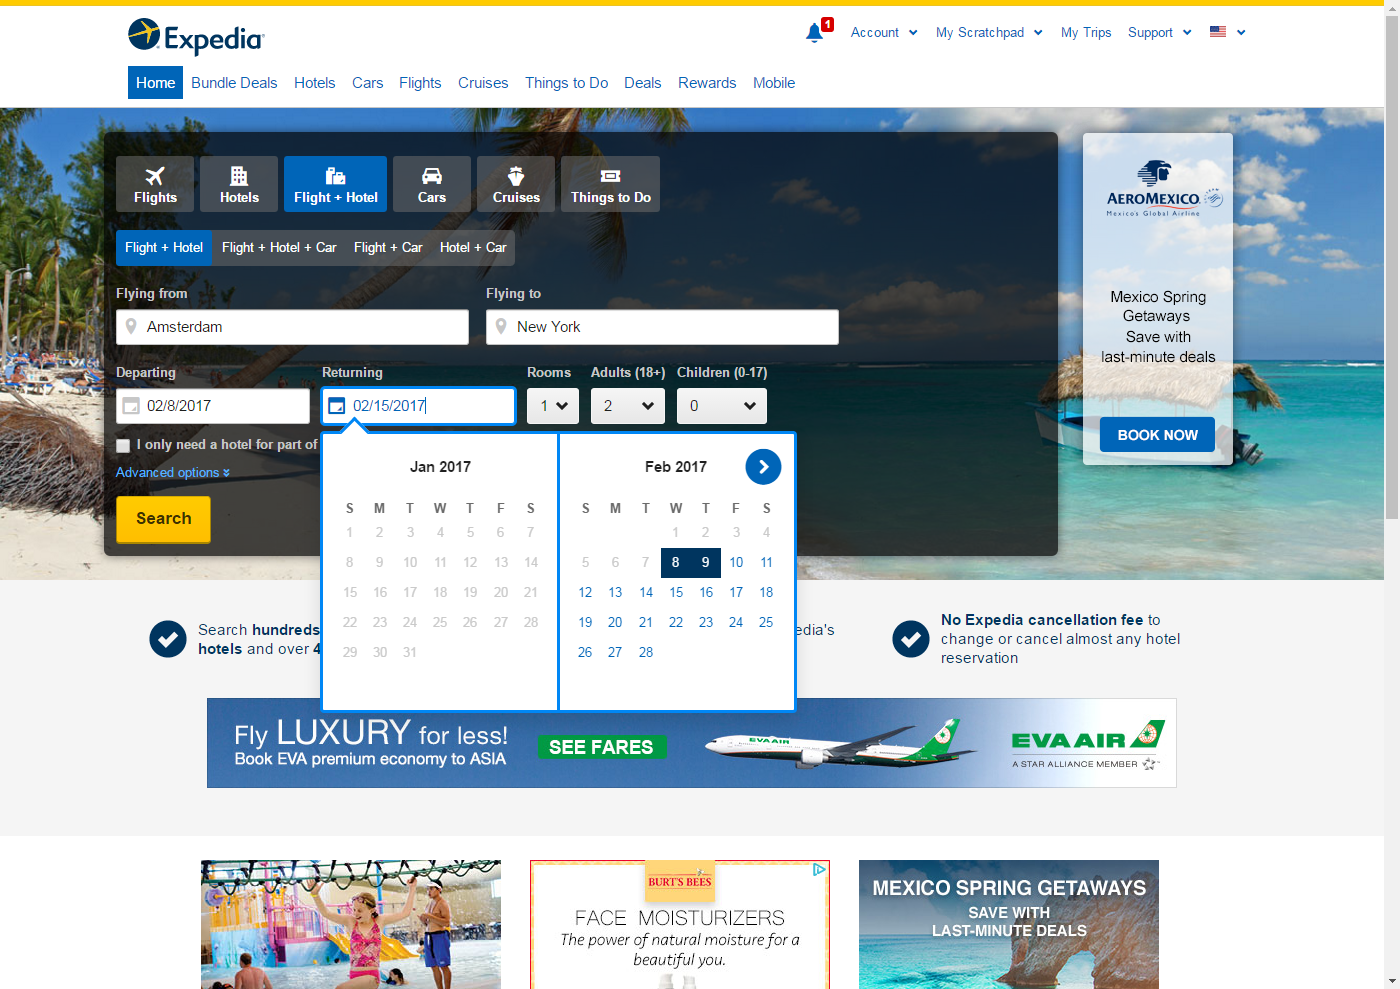 Expedia
1
Account
My Scratchpad
My Trips
Support
Home
Bundle Deals
Hotels
Cars
Flights
Cruises
Things to Do
Deals
Rewards
Mobile
Flights
Hotels
Flight + Hotel
Cars
Cruises
Things to Do
Flight + Hotel
Flight + Hotel + Car
Flight + Car
Hotel + Car
Flying from
Flying to
Amsterdam
New York
Departing
Returning
Rooms
Adults (18+)
Children (0-17)
02/8/2017
02/15/2017
1
2
0
I only need a hotel for part of
Advanced options
Search
Jan 2017
S M T W T F S
1 2 3 4 5 6 7
8 9 10 11 12 13 14
15 16 17 18 19 20 21
22 23 24 25 26 27 28
29 30 31
Feb 2017
S M T W T F S
1 2 3 4
5 6 7 8 9 10 11
12 13 14 15 16 17 18
19 20 21 22 23 24 25
26 27 28
AEROMEXICO
Mexico's Global Airline
Mexico Spring
Getaways
Save with
last-minute deals
BOOK NOW
Search hundreds
hotels and over 4
edia's
No Expedia cancellation fee to
change or cancel almost any hotel
reservation
Fly LUXURY for less!
Book EVA premium economy to ASIA
SEE FARES
EVA AIR
EVA AIR
A STAR ALLIANCE MEMBER
BURT'S BEES
FACE MOISTURIZERS
The power of natural moisture for a
beautiful you.
MEXICO SPRING GETAWAYS
SAVE WITH
LAST-MINUTE DEALS